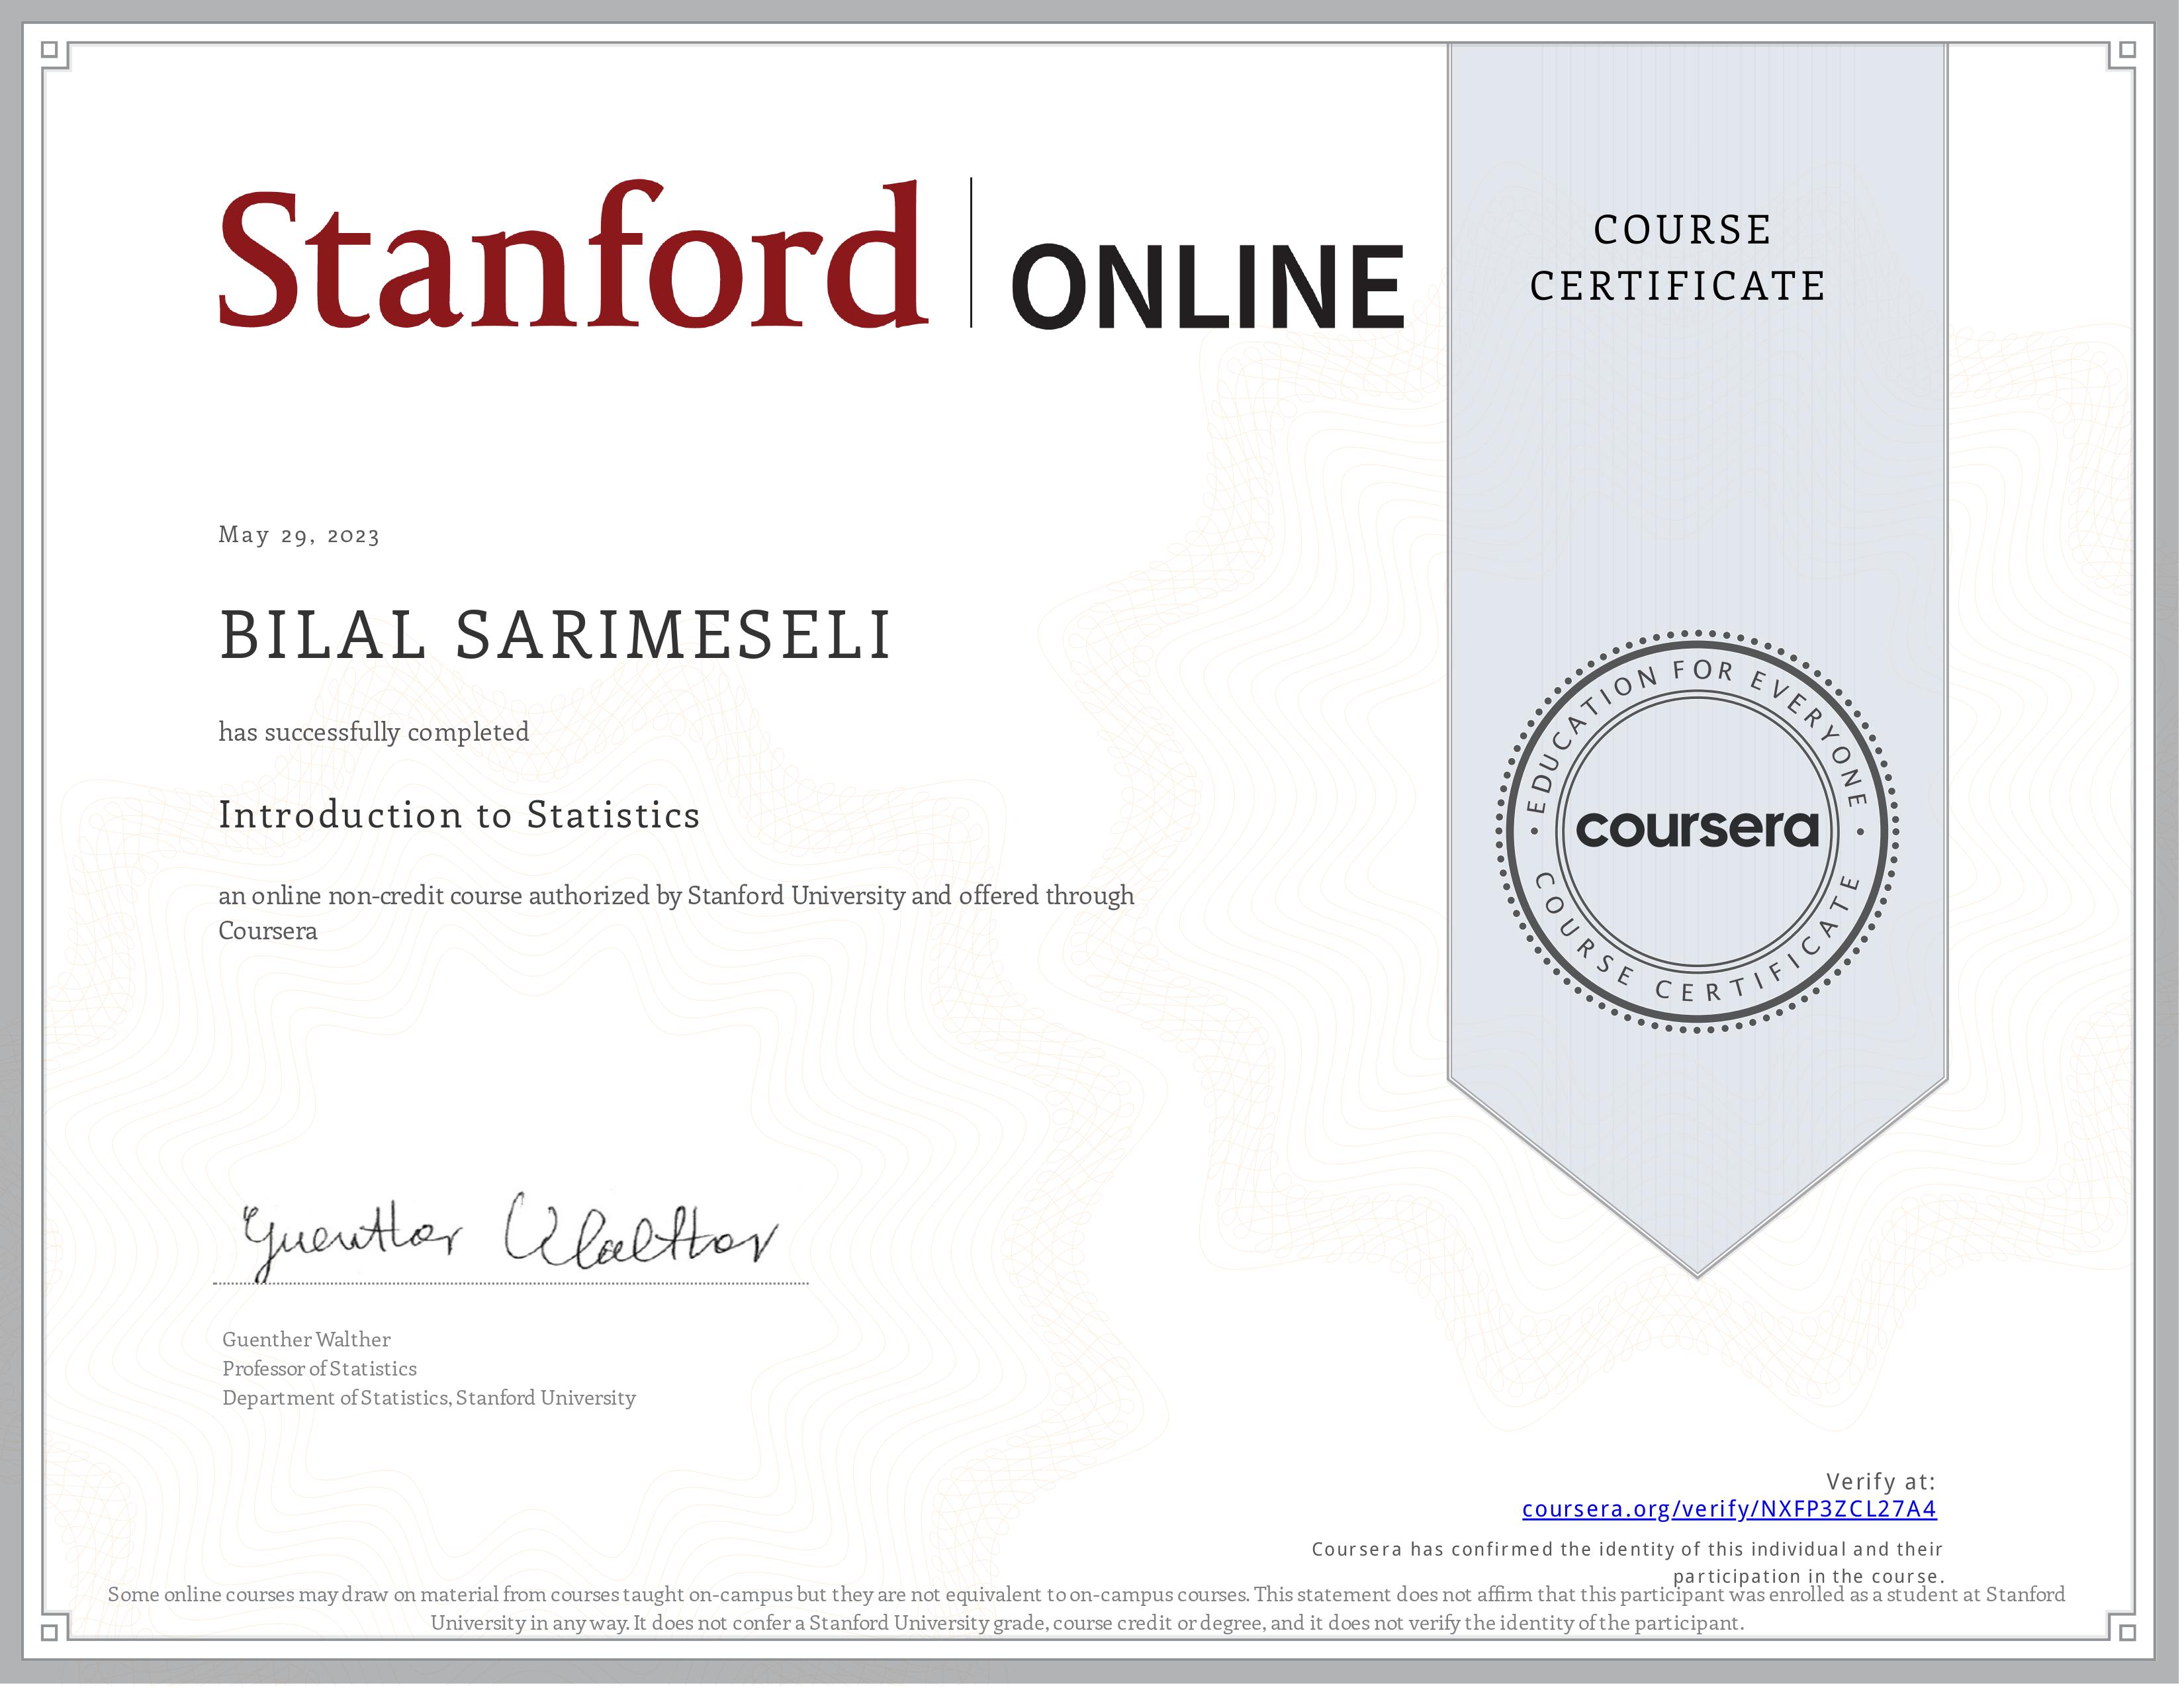 Stanford | ONLINE
COURSE
CERTIFICATE
May 29, 2023
BILAL SARIMESELI
has successfully completed
Introduction to Statistics
an online non-credit course authorized by Stanford University and offered through
Coursera
EDUCATION FOR EVERYONE
coursera
COURSE CERTIFICATE
Guenther Walther
Guenther Walther
Professor of Statistics
Department of Statistics, Stanford University
Verify at:
coursera.org/verify/NXFP3ZCL27A4
Coursera has confirmed the identity of this individual and their
participation in the course.
Some online courses may draw on material from courses taught on-campus but they are not equivalent to on-campus courses. This statement does not affirm that this participant was enrolled as a student at Stanford
University in any way. It does not confer a Stanford University grade, course credit or degree, and it does not verify the identity of the participant.